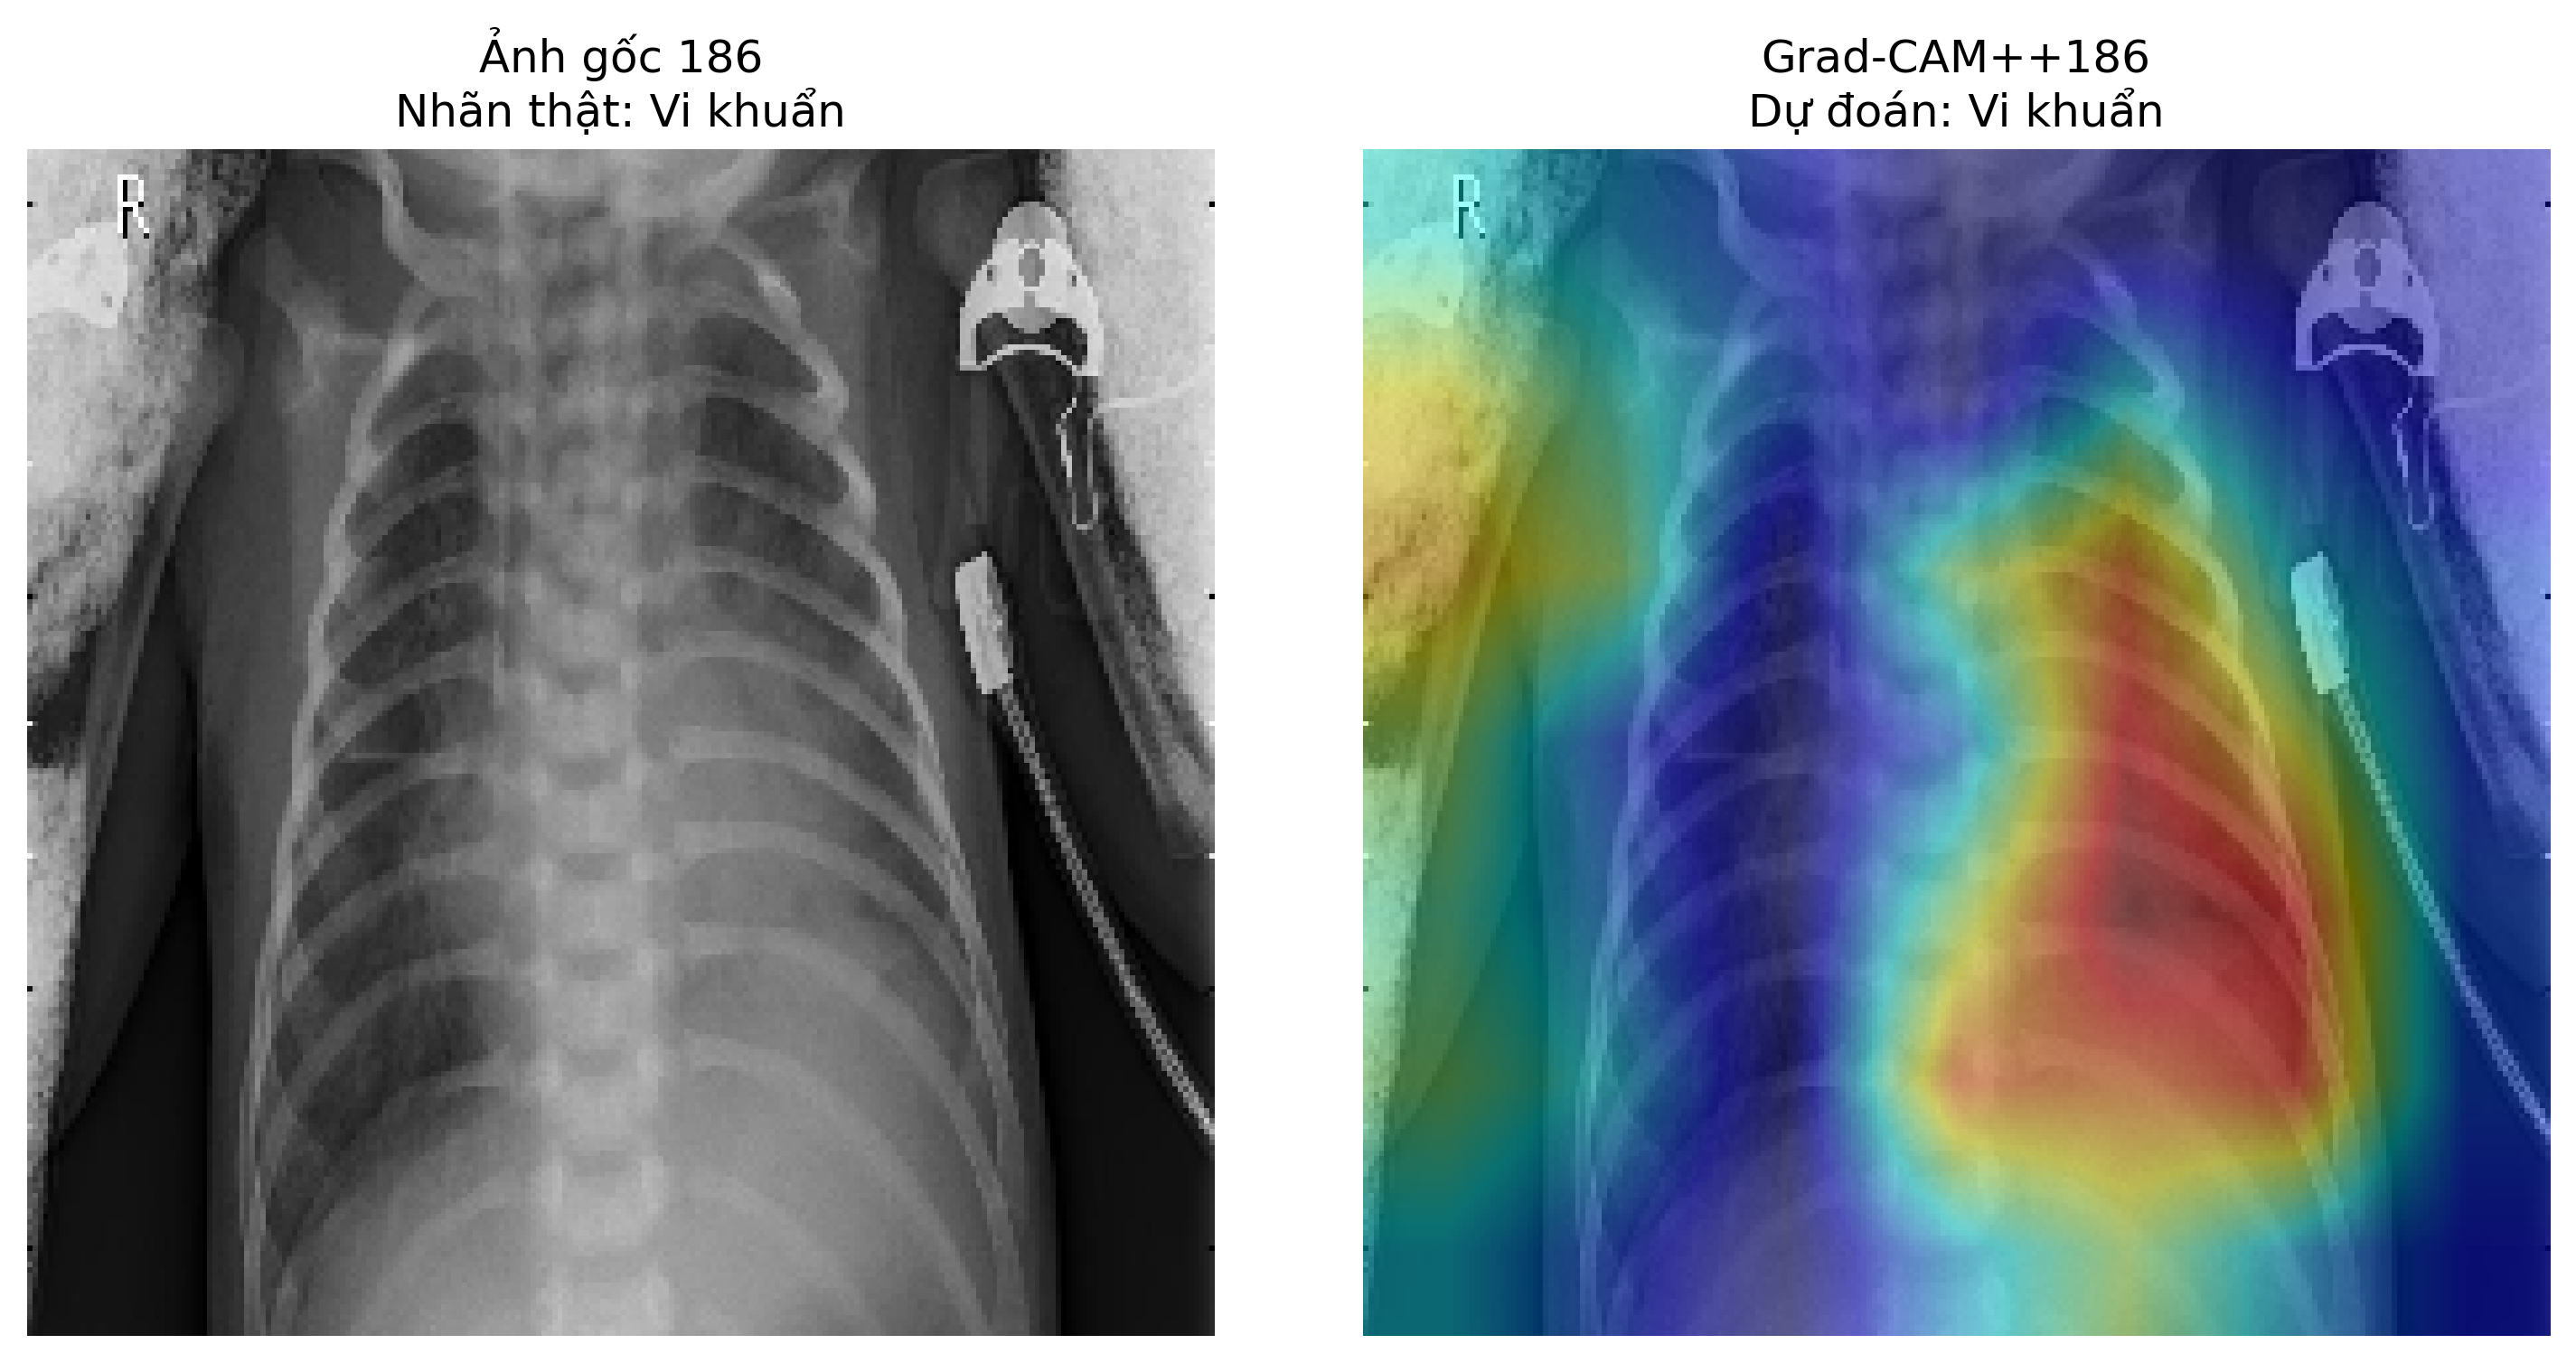 Ảnh gốc 186
Nhãn thật: Vi khuẩn
R
Grad-CAM++186
Dự đoán: Vi khuẩn
R